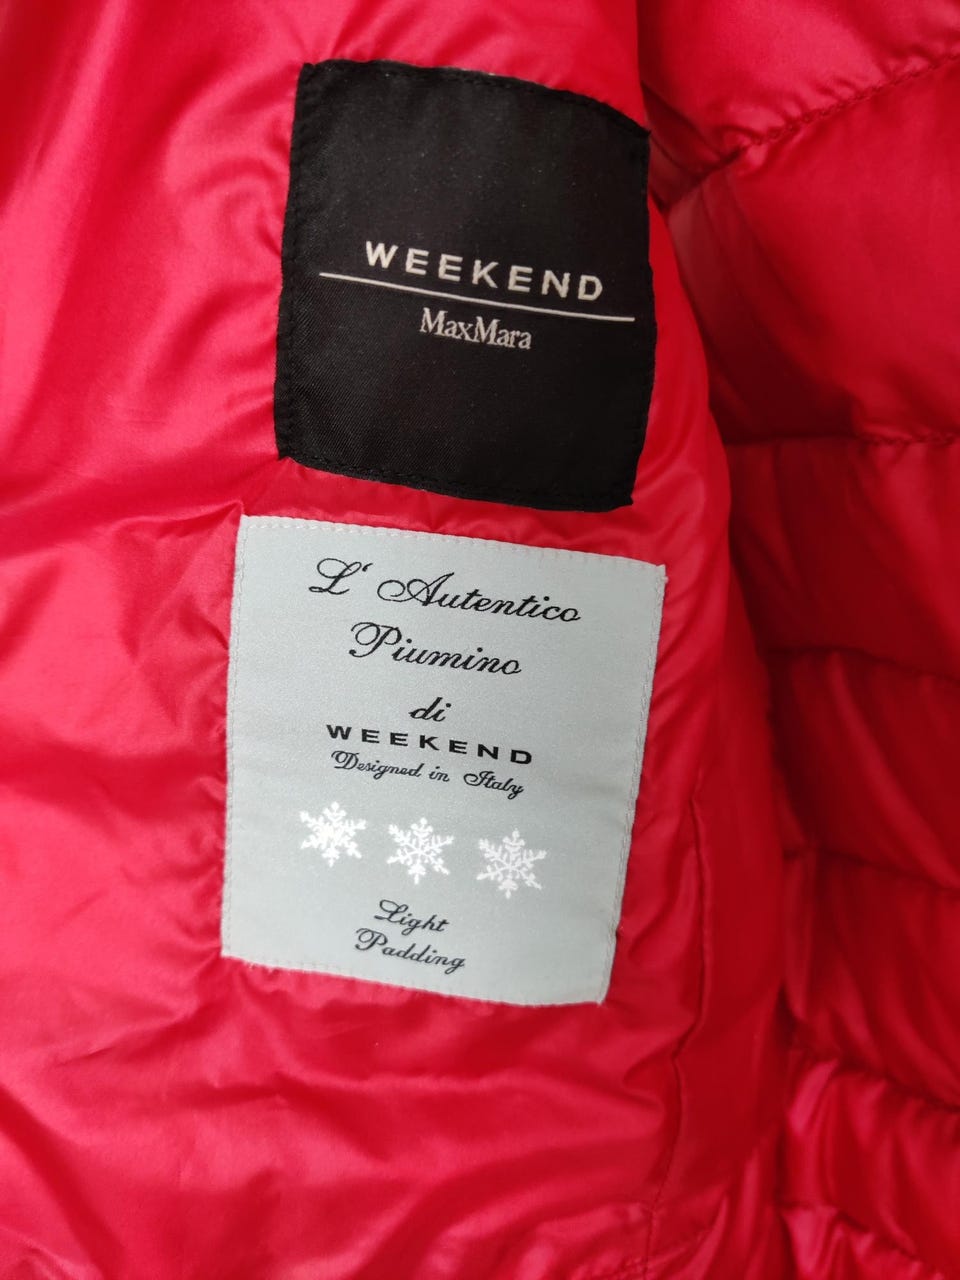 WEEKEND
MaxMara
L' Autentico
Piumino
di
WEEKEND
Designed in Italy
Light
Padding